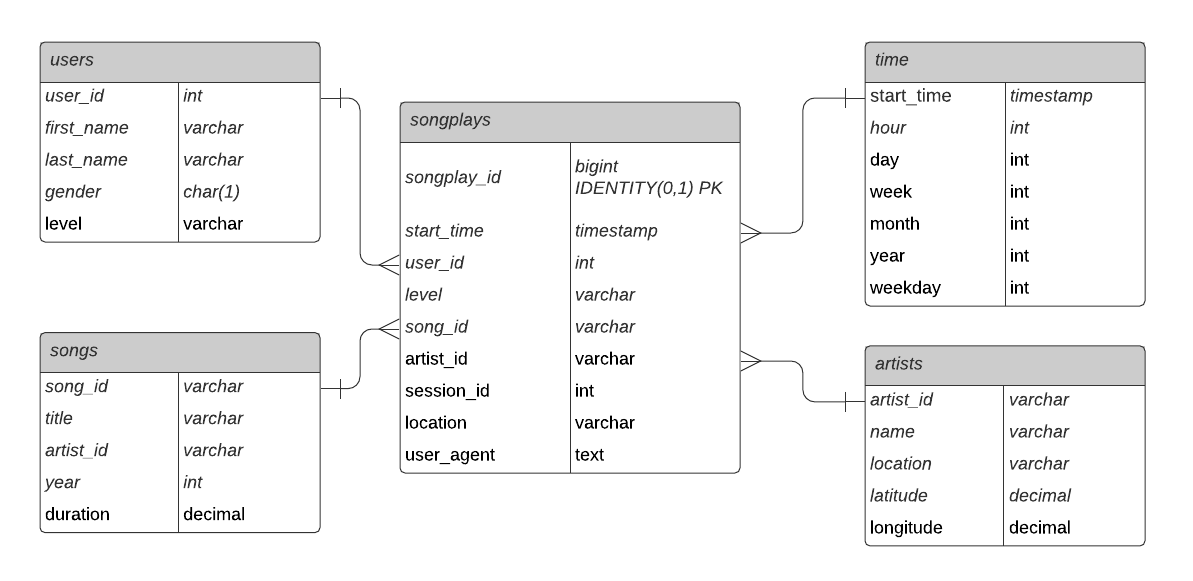 users
user_id int
first_name varchar
last_name varchar
gender char(1)
level varchar
songs
song_id varchar
title varchar
artist_id varchar
year int
duration decimal
songplays
songplay_id bigint
IDENTITY(0,1) PK
start_time timestamp
user_id int
level varchar
song_id varchar
artist_id varchar
session_id int
location varchar
user_agent text
time
start_time timestamp
hour int
day int
week int
month int
year int
weekday int
artists
artist_id varchar
name varchar
location varchar
latitude decimal
longitude decimal